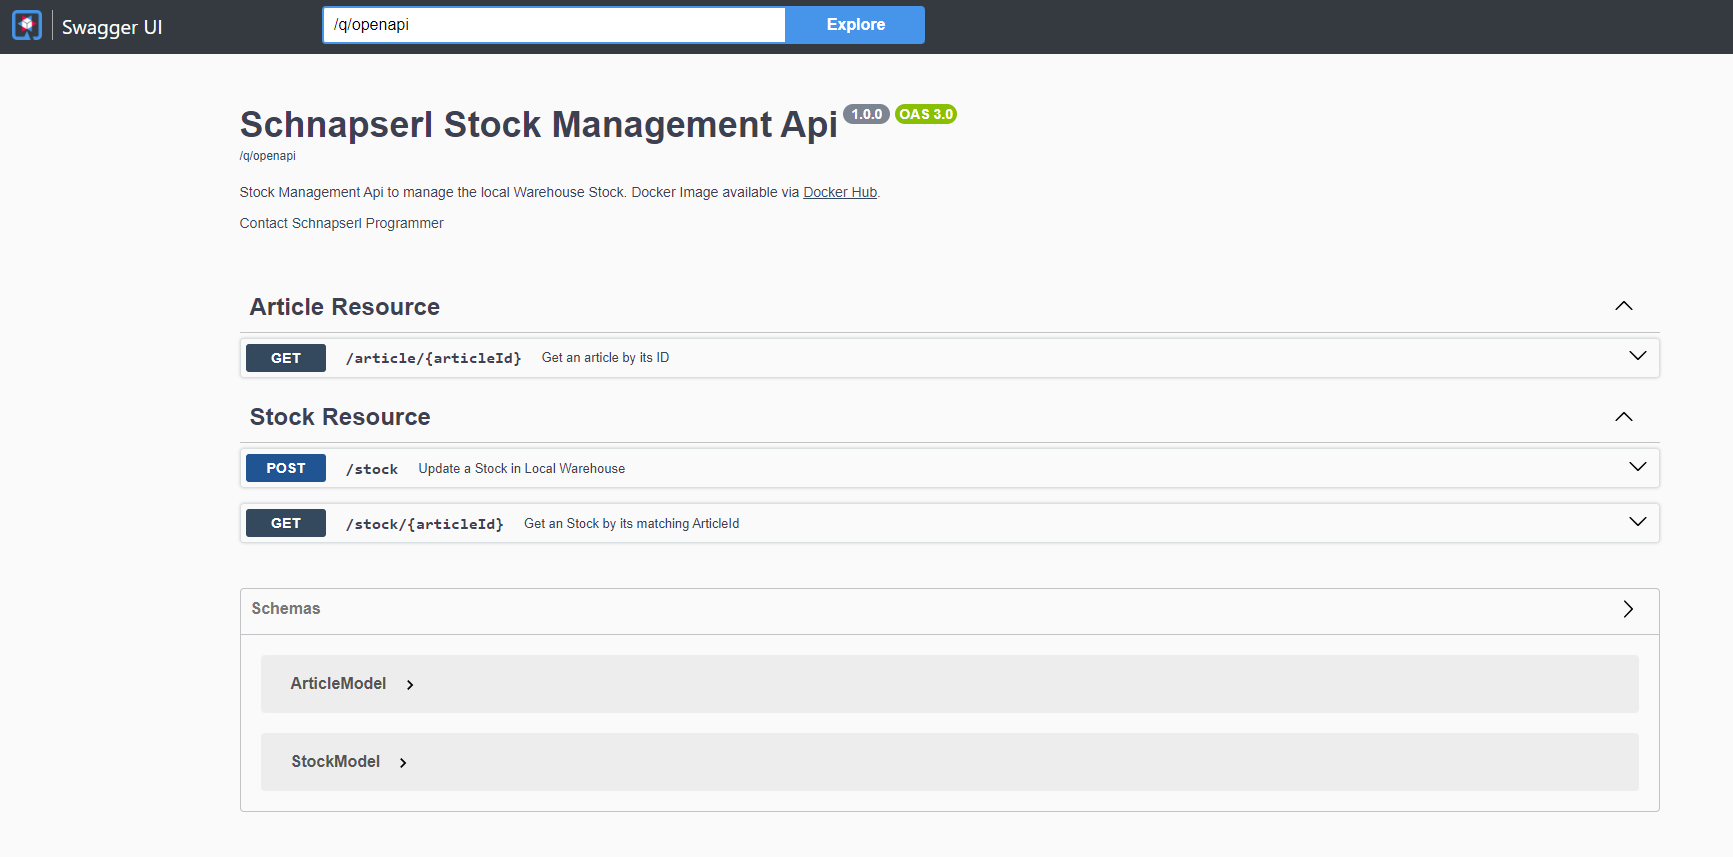 Swagger UI
/q/openapi
Explore
Schnapserl Stock Management Api 1.0.0 OAS 3.0
/q/openapi
Stock Management Api to manage the local Warehouse Stock. Docker Image available via Docker Hub.
Contact Schnapserl Programmer
Article Resource
GET /article/{articleId} Get an article by its ID
Stock Resource
POST /stock Update a Stock in Local Warehouse
GET /stock/{articleId} Get an Stock by its matching ArticleId
Schemas
ArticleModel
StockModel